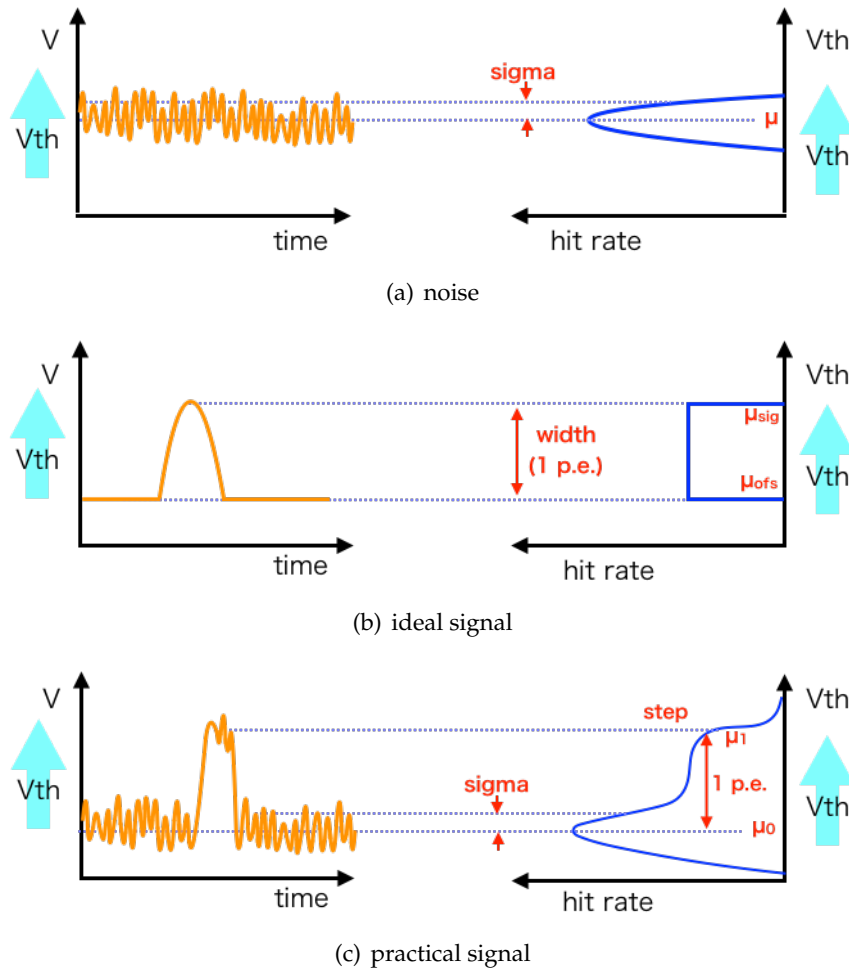 V
Vth
sigma
Vth
μ
Vth
time
hit rate
(a) noise
V
Vth
Vth
width
(1 p.e.)
μsig
μofs
Vth
time
hit rate
(b) ideal signal
V
Vth
step
Vth
μ1
1 p.e.
sigma
Vth
μ0
time
hit rate
(c) practical signal